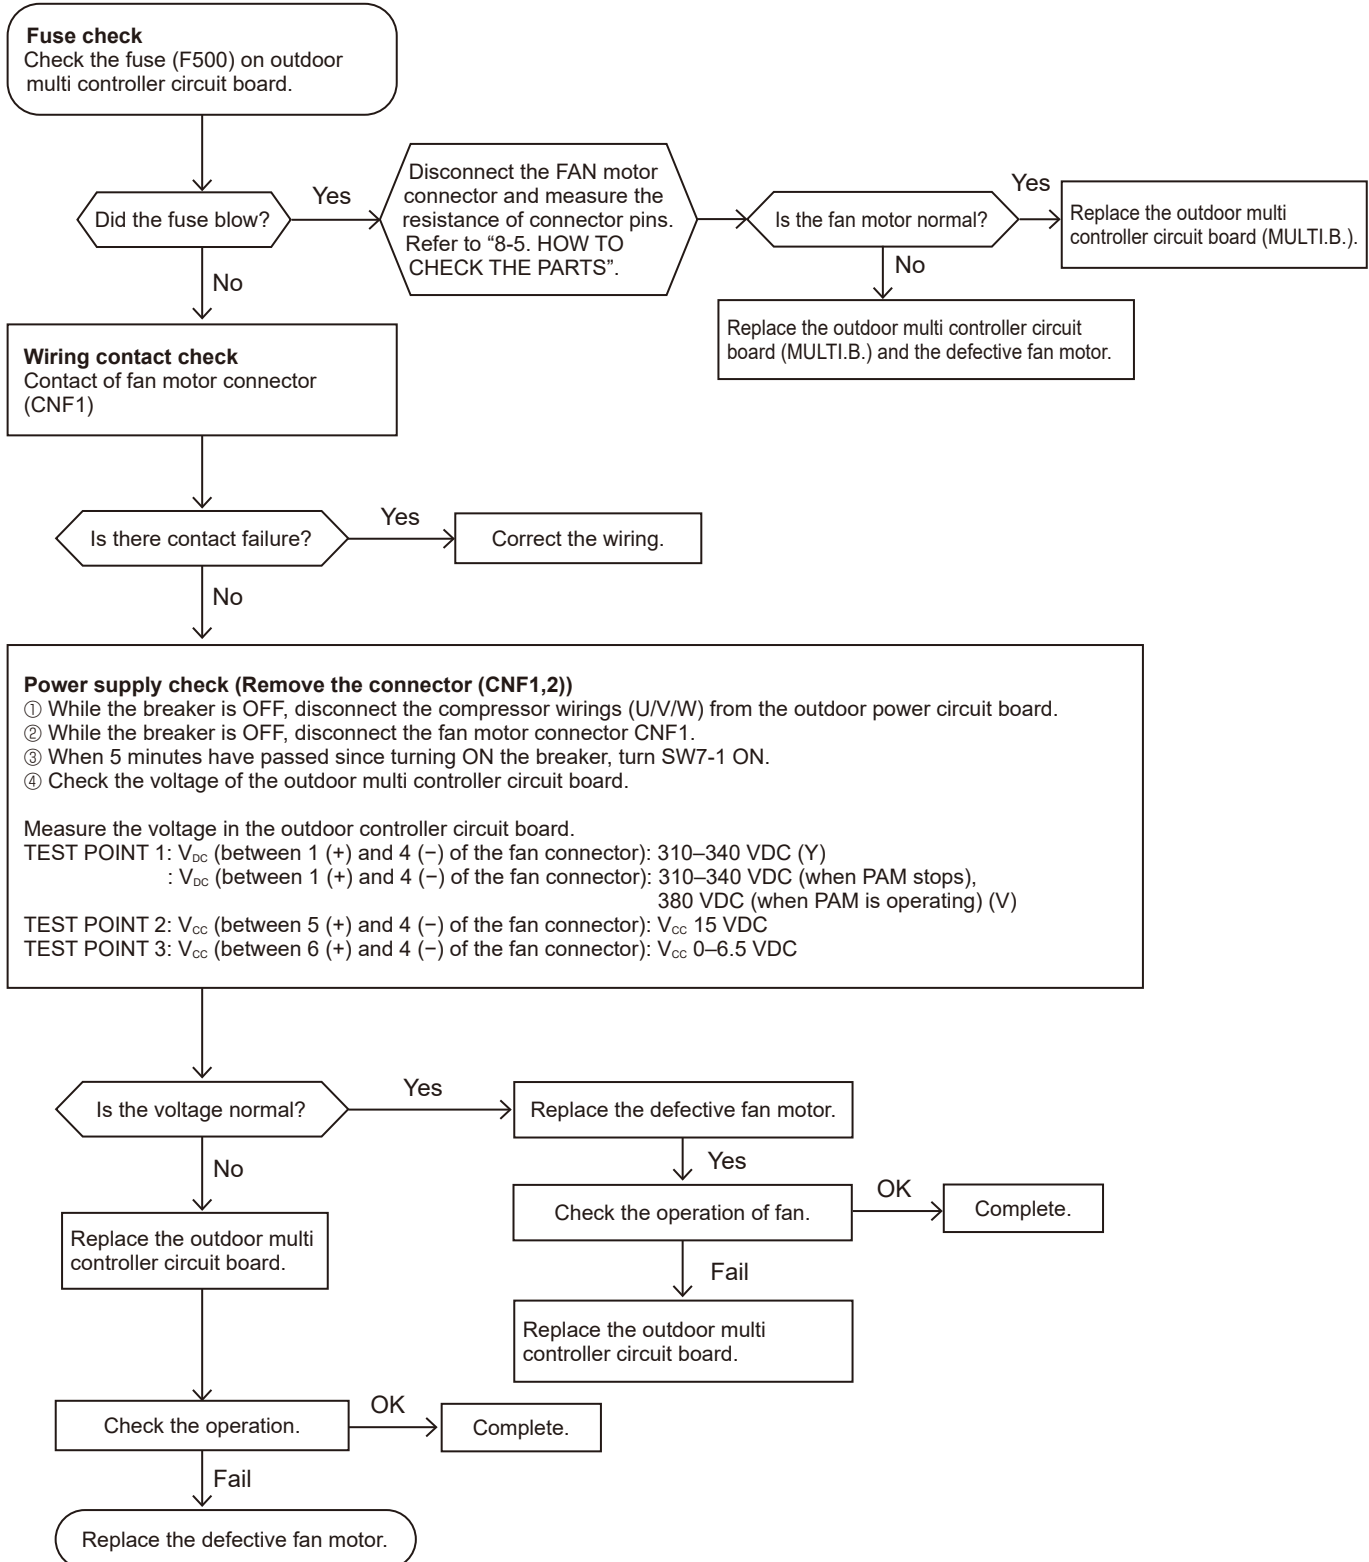 Fuse check
Check the fuse (F500) on outdoor
multi controller circuit board.
Did the fuse blow?
Yes
Disconnect the FAN motor
connector and measure the
resistance of connector pins.
Refer to “8-5. HOW TO
CHECK THE PARTS”.
Is the fan motor normal?
Yes
Replace the outdoor multi
controller circuit board (MULTI.B.).
No
Replace the outdoor multi controller circuit
board (MULTI.B.) and the defective fan motor.
No
Wiring contact check
Contact of fan motor connector
(CNF1)
Is there contact failure?
Yes
Correct the wiring.
No
Power supply check (Remove the connector (CNF1,2))
① While the breaker is OFF, disconnect the compressor wirings (U/V/W) from the outdoor power circuit board.
② While the breaker is OFF, disconnect the fan motor connector CNF1.
③ When 5 minutes have passed since turning ON the breaker, turn SW7-1 ON.
④ Check the voltage of the outdoor multi controller circuit board.
Measure the voltage in the outdoor controller circuit board.
TEST POINT 1: VDC (between 1 (+) and 4 (−) of the fan connector): 310–340 VDC (Y)
: VDC (between 1 (+) and 4 (−) of the fan connector): 310–340 VDC (when PAM stops),
380 VDC (when PAM is operating) (V)
TEST POINT 2: VCC (between 5 (+) and 4 (−) of the fan connector): VCC 15 VDC
TEST POINT 3: VCC (between 6 (+) and 4 (−) of the fan connector): VCC 0–6.5 VDC
Is the voltage normal?
Yes
Replace the defective fan motor.
Yes
Check the operation of fan.
OK
Complete.
Fail
Replace the outdoor multi
controller circuit board.
No
Replace the outdoor multi
controller circuit board.
Check the operation.
OK
Complete.
Fail
Replace the defective fan motor.